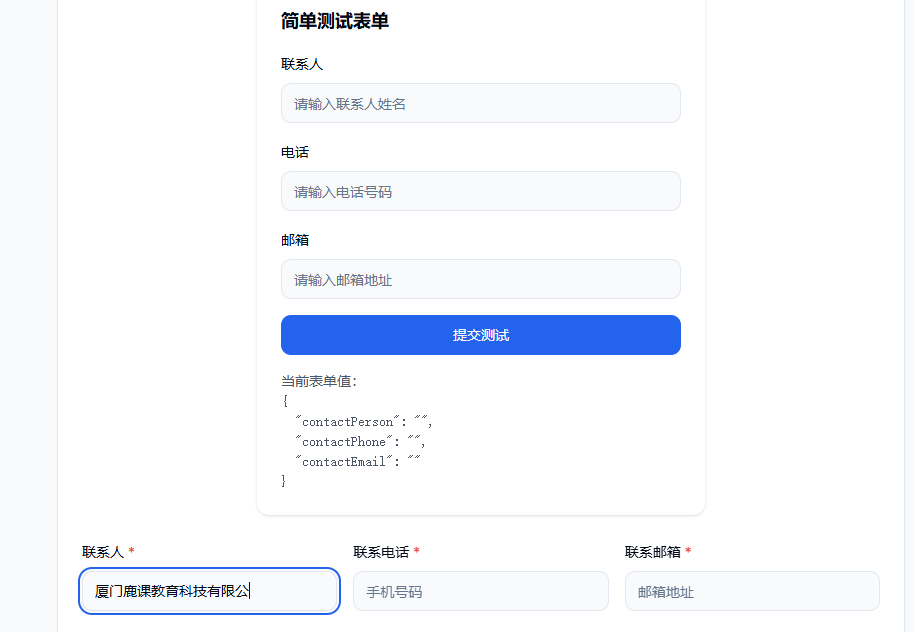 简单测试表单
联系人
请输入联系人姓名
电话
请输入电话号码
邮箱
请输入邮箱地址
提交测试
当前表单值:
{
"contactPerson": "",
"contactPhone": "",
"contactEmail": ""
}
联系人 * 联系电话 * 联系邮箱 *
厦门鹿课教育科技有限公 手机号码 邮箱地址